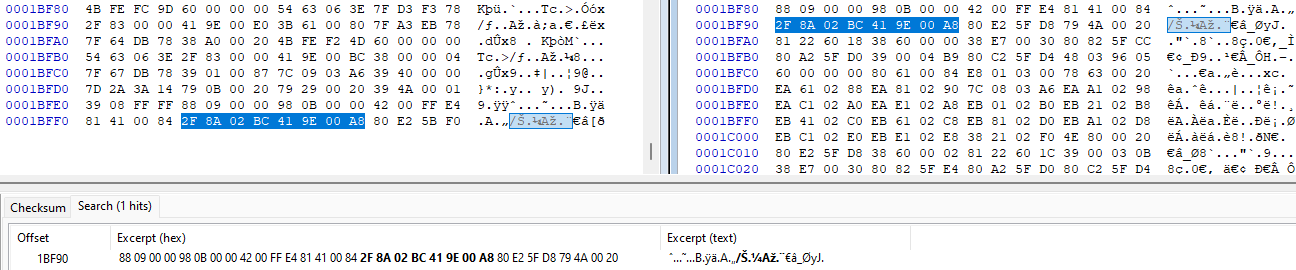 0001BF80 4B FE FC 9D 60 00 00 00 54 63 06 3E 7F D3 F3 78 Kþü.`...Tc.>.Óóx
0001BF90 2F 83 00 00 41 9E 00 E0 3B 61 00 80 7F A3 EB 78 /ƒ..Až.à;a.€.£ëx
0001BFA0 7F 64 DB 78 38 A0 00 20 4B FE F2 4D 60 00 00 00 .dÛx8 . KþòM`...
0001BFB0 54 63 06 3E 2F 83 00 00 41 9E 00 BC 38 00 00 04 Tc.>/ƒ..Až.¼8...
0001BFC0 7F 67 DB 78 39 01 00 87 7C 09 03 A6 39 40 00 00 .gÛx9..‡|..¦9@..
0001BFD0 7D 2A 3A 14 79 0B 00 20 79 29 00 20 39 4A 00 01 }*:.y.. y). 9J..
0001BFE0 39 08 FF FF 88 09 00 00 98 0B 00 00 42 00 FF E4 9.ÿÿˆ...˜...B.ÿä
0001BFF0 81 41 00 84 2F 8A 02 BC 41 9E 00 A8 80 E2 5B F0 .A.„/Š.¼Až.¨€â[ð
0001BF80 88 09 00 00 98 0B 00 00 42 00 FF E4 81 41 00 84 ˆ...˜...B.ÿä.A.„
0001BF90 2F 8A 02 BC 41 9E 00 A8 80 E2 5F D8 79 4A 00 20 /Š.¼Až.¨€â_ØyJ.
0001BFA0 81 22 60 18 38 60 00 00 38 E7 00 30 80 82 5F CC ."`.8`..8ç.0€‚_Ì
0001BFB0 80 A2 5F D0 39 00 04 B9 80 C2 5F D4 48 03 96 05 €¢_Ð9..¹€Â_ÔH.–.
0001BFC0 60 00 00 00 80 61 00 84 E8 01 03 00 78 63 00 20 `...€a.„è...xc.
0001BFD0 EA 61 02 88 EA 81 02 90 7C 08 03 A6 EA A1 02 98 êa.ˆê...|..¦ê¡.˜
0001BFE0 EA C1 02 A0 EA E1 02 A8 EB 01 02 B0 EB 21 02 B8 êÁ. êá.¨ë..°ë!.¸
0001BFF0 EB 41 02 C0 EB 61 02 C8 EB 81 02 D0 EB A1 02 D8 ëA.Àëa.Èë..Ðë¡.Ø
0001C000 EB C1 02 E0 EB E1 02 E8 38 21 02 F0 4E 80 00 20 ëÁ.àëá.è8!.ðN€.
0001C010 80 E2 5F D8 38 60 00 02 81 22 60 1C 39 00 03 0B €â_Ø8`..."`.9...
0001C020 38 E7 00 30 80 82 5F E4 80 A2 5F D0 80 C2 5F D4 8ç.0€‚_ä€¢_Ð€Â_Ô
Checksum Search (1 hits)
Offset Excerpt (hex) Excerpt (text)
1BF90 88 09 00 00 98 0B 00 00 42 00 FF E4 81 41 00 84 2F 8A 02 BC 41 9E 00 A8 80 E2 5F D8 79 4A 00 20 ˆ...˜...B.ÿä.A.„/Š.¼Až.¨€â_ØyJ.